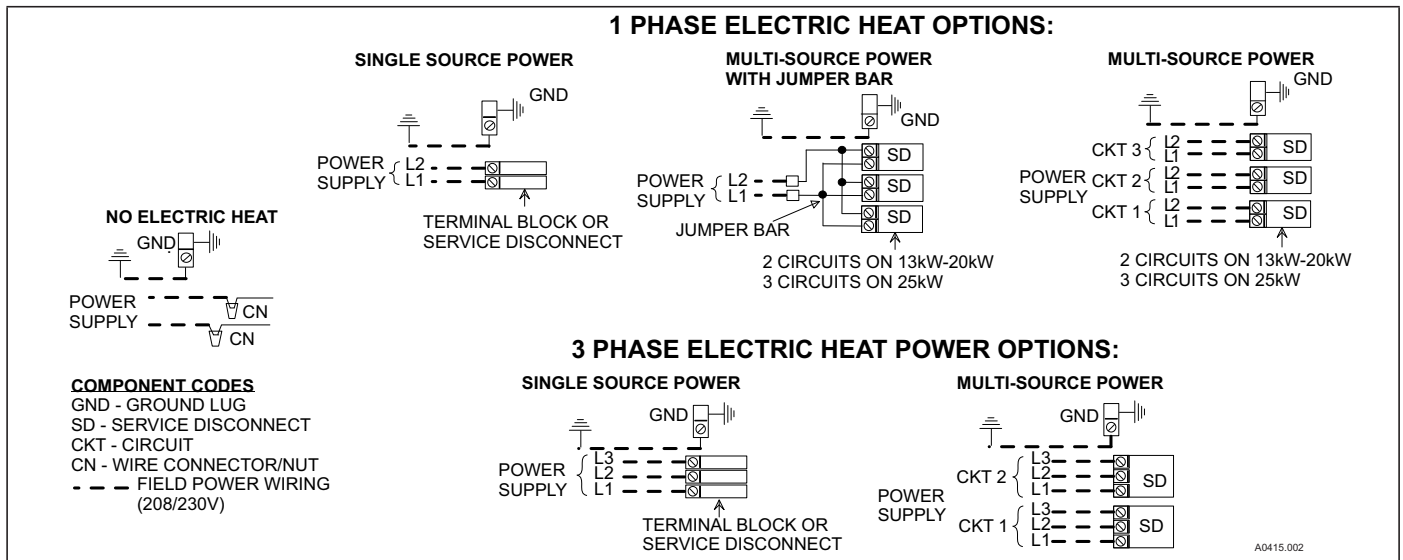 1 PHASE ELECTRIC HEAT OPTIONS:
SINGLE SOURCE POWER
GND
POWER
SUPPLY
L2
L1
TERMINAL BLOCK OR
SERVICE DISCONNECT
MULTI-SOURCE POWER
WITH JUMPER BAR
GND
SD
SD
SD
POWER
SUPPLY
L2
L1
JUMPER BAR
2 CIRCUITS ON 13kW-20kW
3 CIRCUITS ON 25kW
MULTI-SOURCE POWER
GND
CKT 3
L2
L1
SD
POWER
SUPPLY
CKT 2
L2
L1
SD
CKT 1
L2
L1
SD
2 CIRCUITS ON 13kW-20kW
3 CIRCUITS ON 25kW
NO ELECTRIC HEAT
GND
POWER
SUPPLY
CN
CN
COMPONENT CODES
GND - GROUND LUG
SD - SERVICE DISCONNECT
CKT - CIRCUIT
CN - WIRE CONNECTOR/NUT
FIELD POWER WIRING
(208/230V)
3 PHASE ELECTRIC HEAT POWER OPTIONS:
SINGLE SOURCE POWER
GND
POWER
SUPPLY
L3
L2
L1
TERMINAL BLOCK OR
SERVICE DISCONNECT
MULTI-SOURCE POWER
GND
CKT 2
L3
L2
L1
SD
POWER
SUPPLY
CKT 1
L3
L2
L1
SD
A0415.002